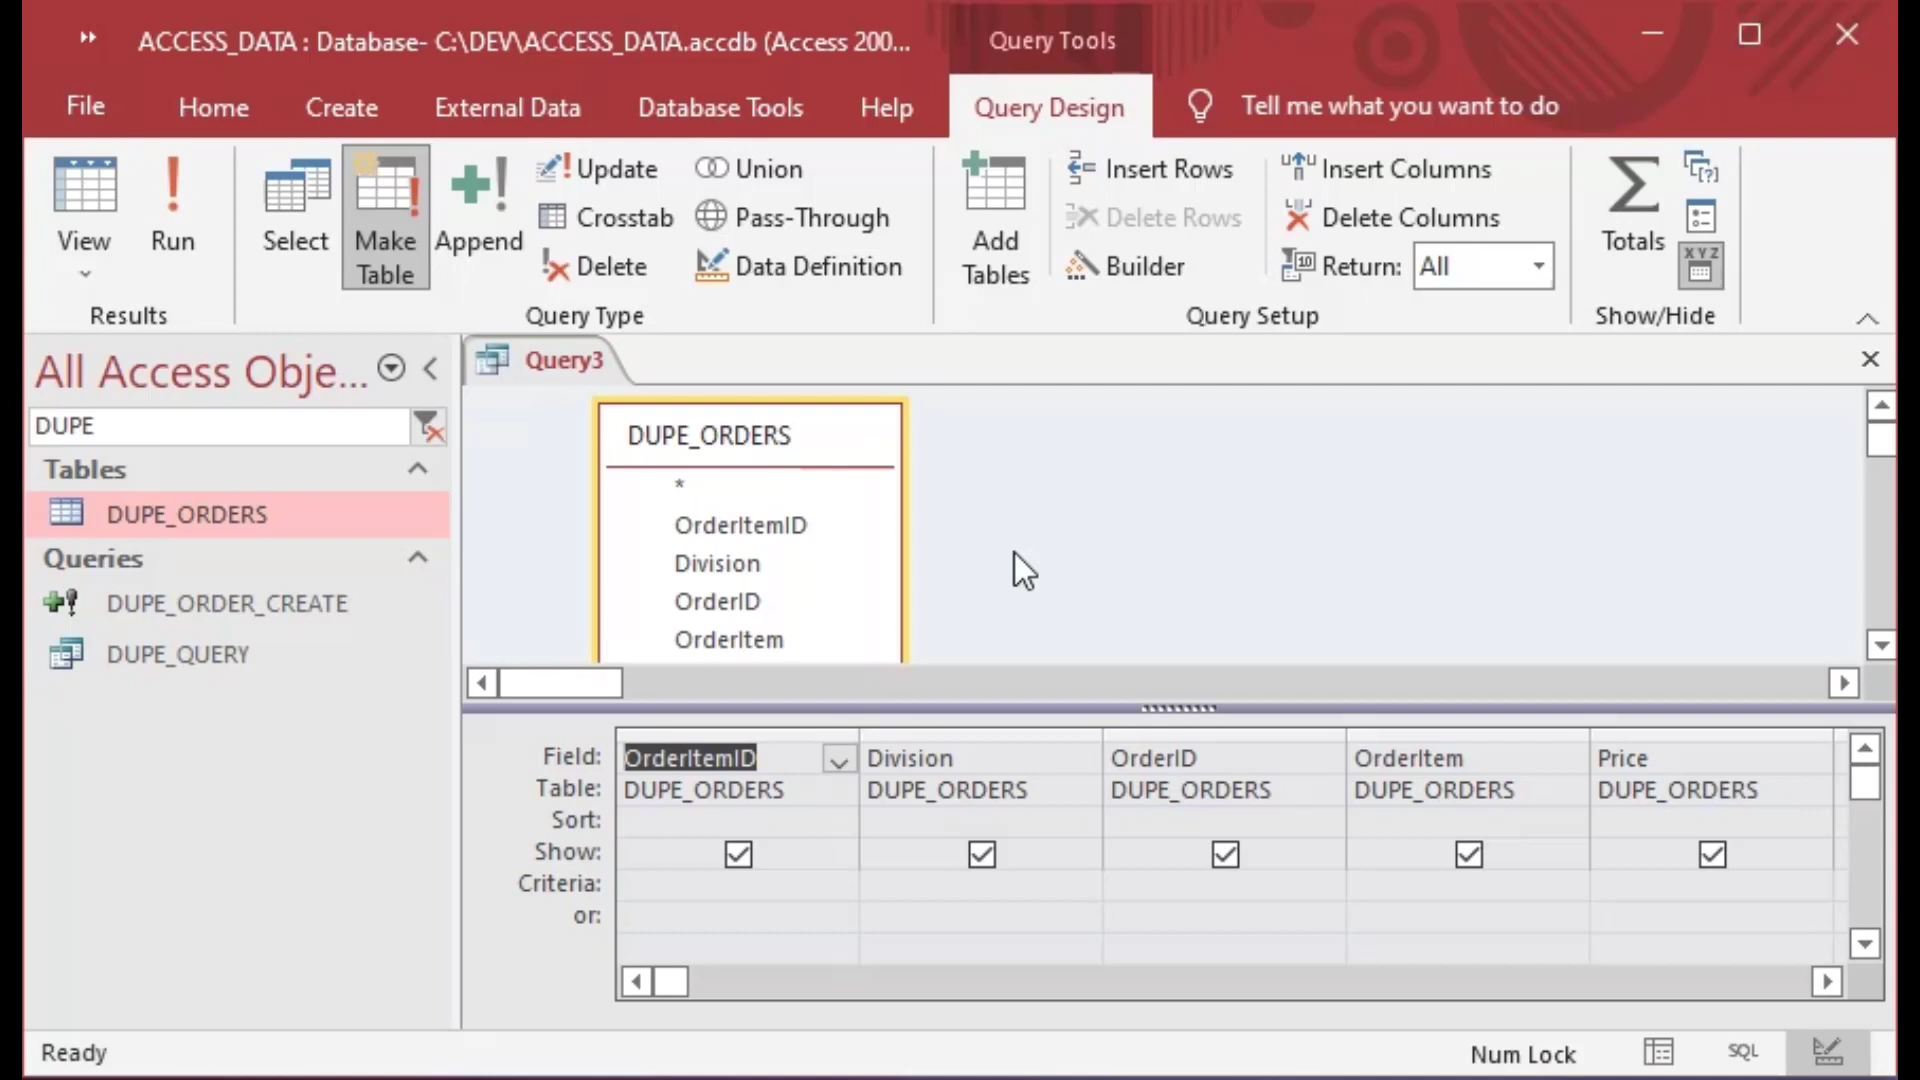 ACCESS_DATA : Database- C:\DEV\ACCESS_DATA.accdb (Access 200...
Query Tools
File
Home
Create
External Data
Database Tools
Help
Query Design
Tell me what you want to do
View
Run
Results
Select
Make Table
Append
Update
Crosstab
Delete
Union
Pass-Through
Data Definition
Query Type
Add Tables
Insert Rows
Delete Rows
Builder
Insert Columns
Delete Columns
Return: All
Query Setup
Totals
XYZ
Show/Hide
All Access Obje...
DUPE
Tables
DUPE_ORDERS
Queries
DUPE_ORDER_CREATE
DUPE_QUERY
Query3
DUPE_ORDERS
*
OrderItemID
Division
OrderID
OrderItem
Field: OrderItemID Division OrderID OrderItem Price
Table: DUPE_ORDERS DUPE_ORDERS DUPE_ORDERS DUPE_ORDERS DUPE_ORDERS
Sort:
Show:
Criteria:
or:
Ready
Num Lock
SQL